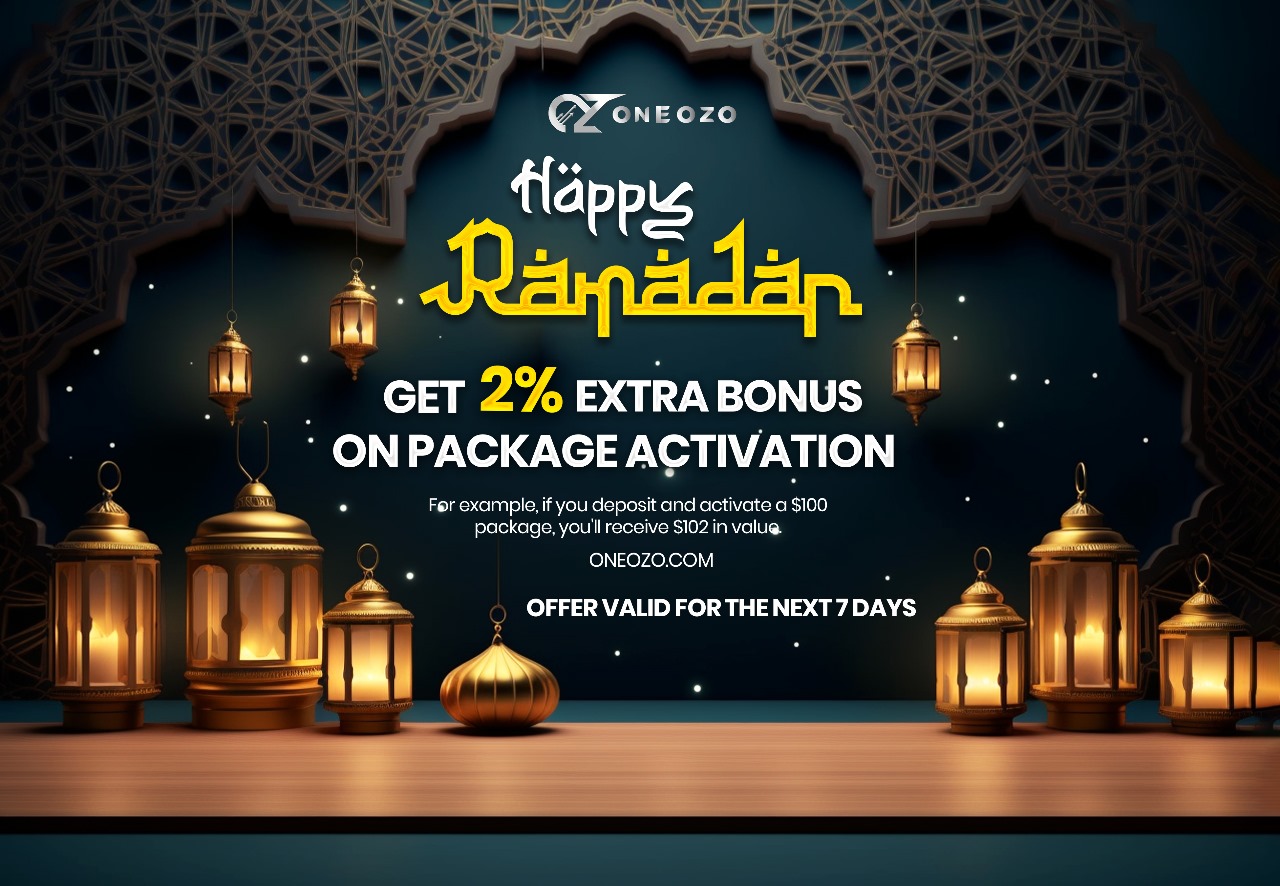 ONEOZO
Häppy
Ramadan
GET 2% EXTRA BONUS
ON PACKAGE ACTIVATION
For example, if you deposit and activate a $100
package, you'll receive $102 in value.
ONEOZO.COM
OFFER VALID FOR THE NEXT 7 DAYS